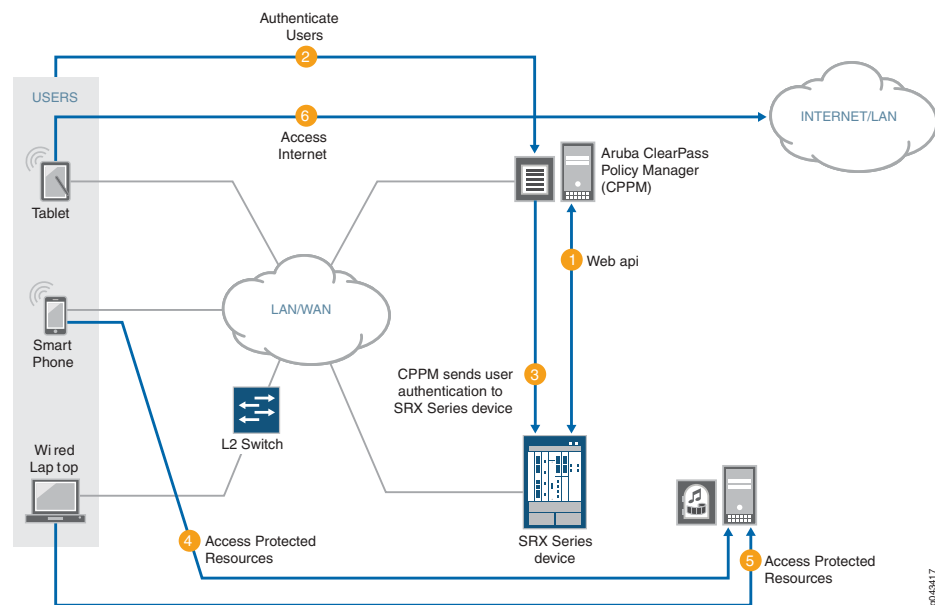 Authenticate
Users
2
USERS
6
Access
Internet
INTERNET/LAN
Aruba ClearPass
Policy Manager
(CPPM)
Tablet
1 Web api
LAN/WAN
Smart
Phone
CPPM sends user
authentication to
SRX Series device
3
L2 Switch
Wi red
Lap top
4 Access Protected
Resources
SRX Series
device
5 Access Protected
Resources
g043417